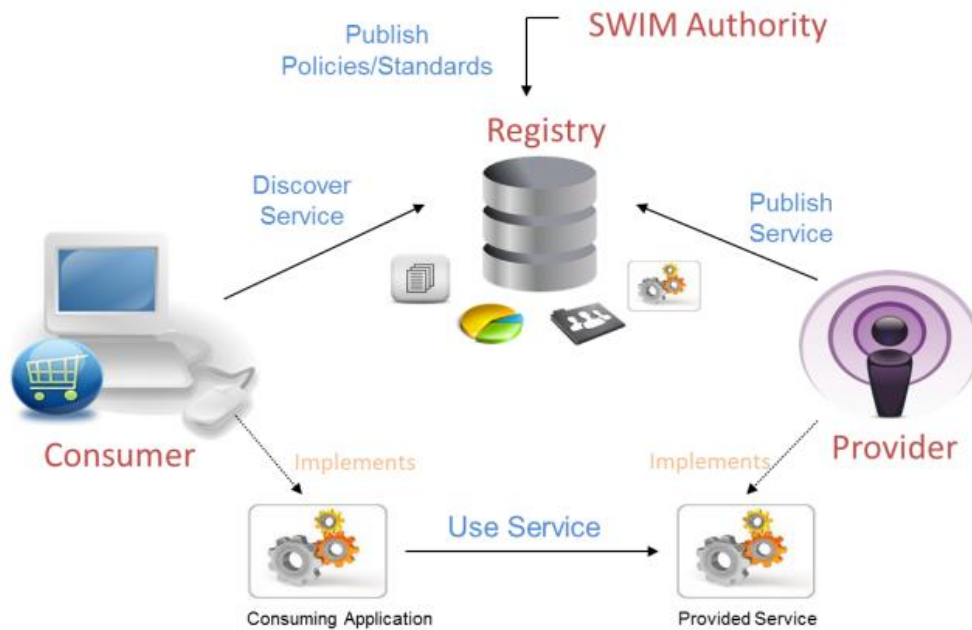 Publish
Policies/Standards
SWIM Authority
Registry
Discover
Service
Publish
Service
Consumer
Implements
Implements
Provider
Use Service
Consuming Application
Provided Service